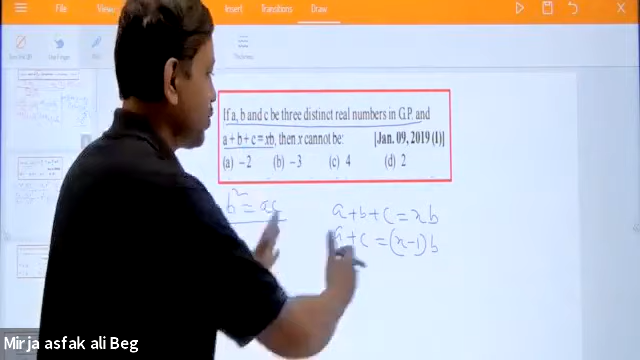 File View Insert Transitions Draw
If a, b and c be three distinct real numbers in G.P. and
a + b + c = xb, then x cannot be: [Jan. 09, 2019 (I)]
(a) −2 (b) −3 (c) 4 (d) 2
b² = ac
a + b + c = xb
a + c = (x−1)b
Mirja asfak ali Beg